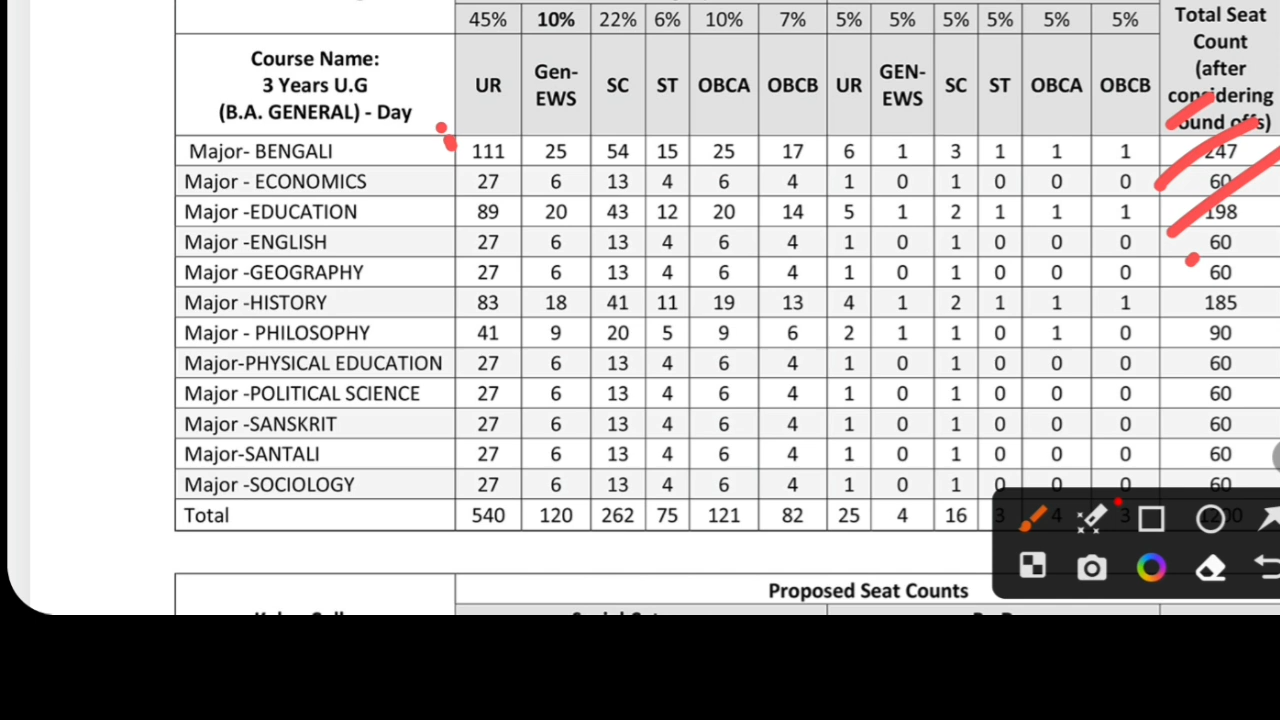 45% 10% 22% 6% 10% 7% 5% 5% 5% 5% 5% 5% Total Seat Count (after considering round offs)
Course Name: 3 Years U.G (B.A. GENERAL) - Day UR Gen-EWS SC ST OBCA OBCB UR GEN-EWS SC ST OBCA OBCB
Major- BENGALI 111 25 54 15 25 17 6 1 3 1 1 1 247
Major - ECONOMICS 27 6 13 4 6 4 1 0 1 0 0 0 60
Major -EDUCATION 89 20 43 12 20 14 5 1 2 1 1 1 198
Major -ENGLISH 27 6 13 4 6 4 1 0 1 0 0 0 60
Major -GEOGRAPHY 27 6 13 4 6 4 1 0 1 0 0 0 60
Major -HISTORY 83 18 41 11 19 13 4 1 2 1 1 1 185
Major - PHILOSOPHY 41 9 20 5 9 6 2 1 1 0 1 0 90
Major-PHYSICAL EDUCATION 27 6 13 4 6 4 1 0 1 0 0 0 60
Major -POLITICAL SCIENCE 27 6 13 4 6 4 1 0 1 0 0 0 60
Major -SANSKRIT 27 6 13 4 6 4 1 0 1 0 0 0 60
Major-SANTALI 27 6 13 4 6 4 1 0 1 0 0 0 60
Major -SOCIOLOGY 27 6 13 4 6 4 1 0 1 0 0 0 60
Total 540 120 262 75 121 82 25 4 16 3 4 3 1200
Proposed Seat Counts